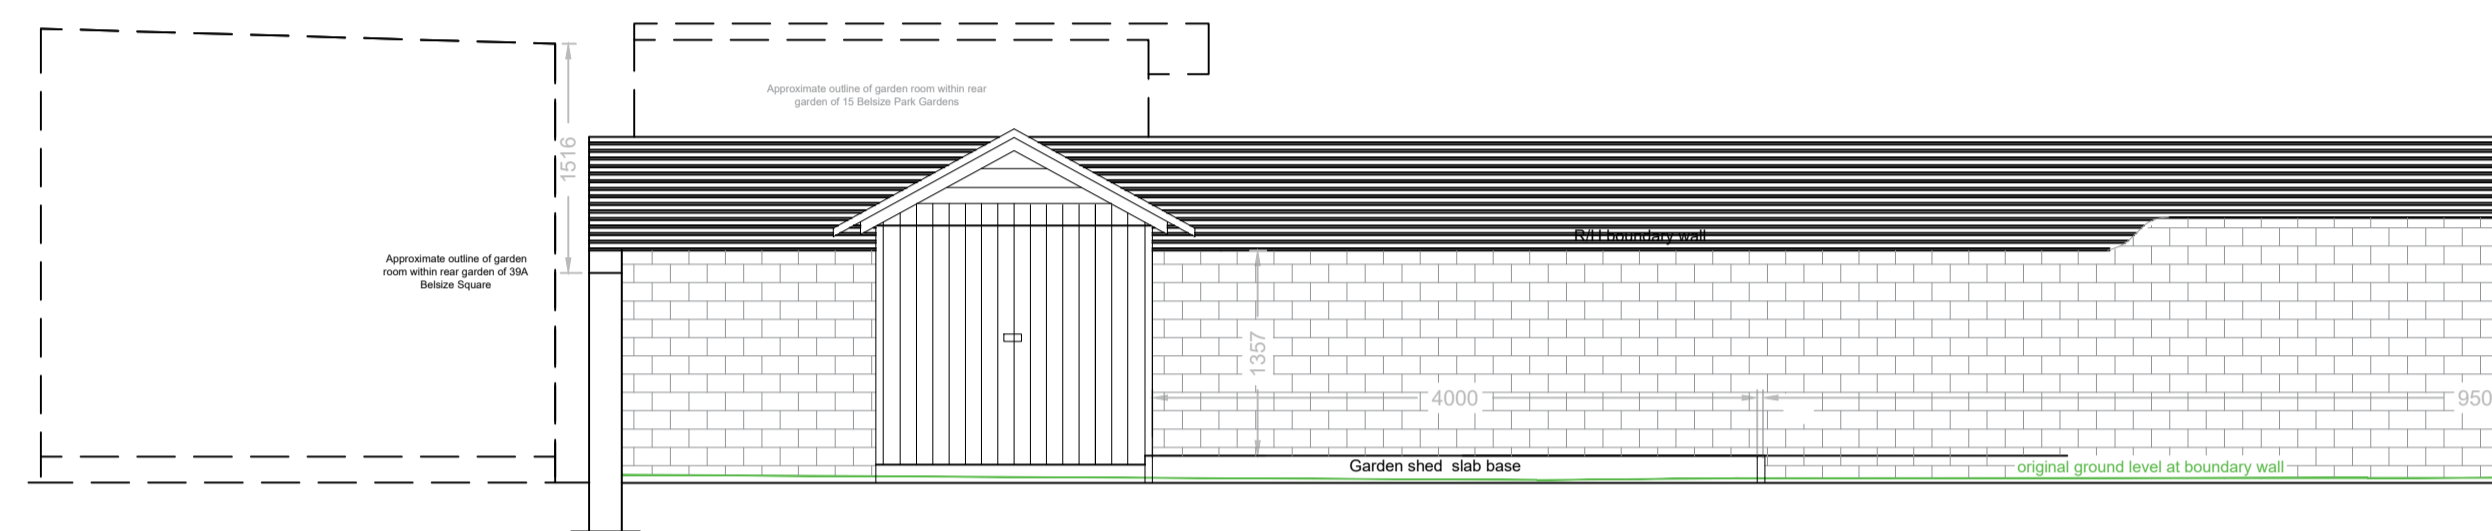 Approximate outline of garden room within rear
garden of 15 Belsize Park Gardens
1516
R/H boundary wall
Approximate outline of garden
room within rear garden of 39A
Belsize Square
1357
4000
950
Garden shed slab base
original ground level at boundary wall